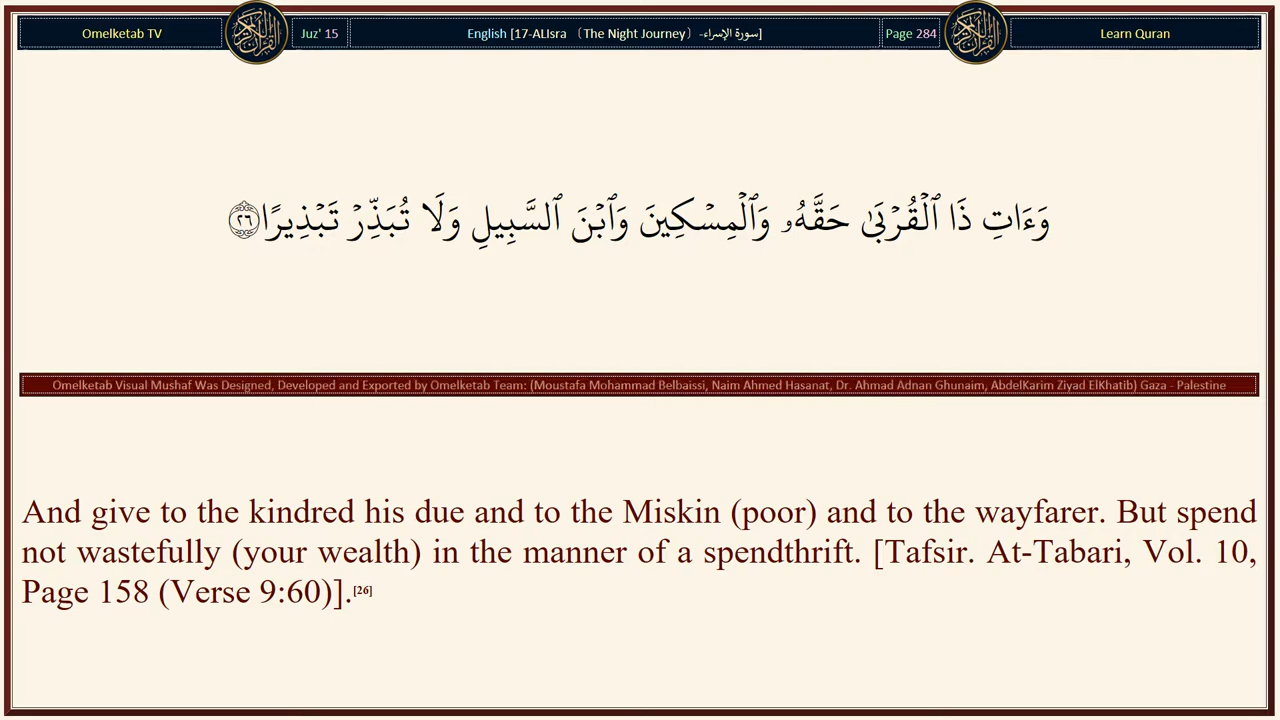 Omelketab TV
Juz' 15
English [17-ALIsra （The Night Journey） -سورة الإسراء]
Page 284
Learn Quran
وَءَاتِ ذَا ٱلْقُرْبَىٰ حَقَّهُۥ وَٱلْمِسْكِينَ وَٱبْنَ ٱلسَّبِيلِ وَلَا تُبَذِّرْ تَبْذِيرًا ٢٦
Omelketab Visual Mushaf Was Designed, Developed and Exported by Omelketab Team: (Moustafa Mohammad Belbaissi, Naim Ahmed Hasanat, Dr. Ahmad Adnan Ghunaim, AbdelKarim Ziyad ElKhatib) Gaza - Palestine
And give to the kindred his due and to the Miskin (poor) and to the wayfarer. But spend
not wastefully (your wealth) in the manner of a spendthrift. [Tafsir. At-Tabari, Vol. 10,
Page 158 (Verse 9:60)].[26]